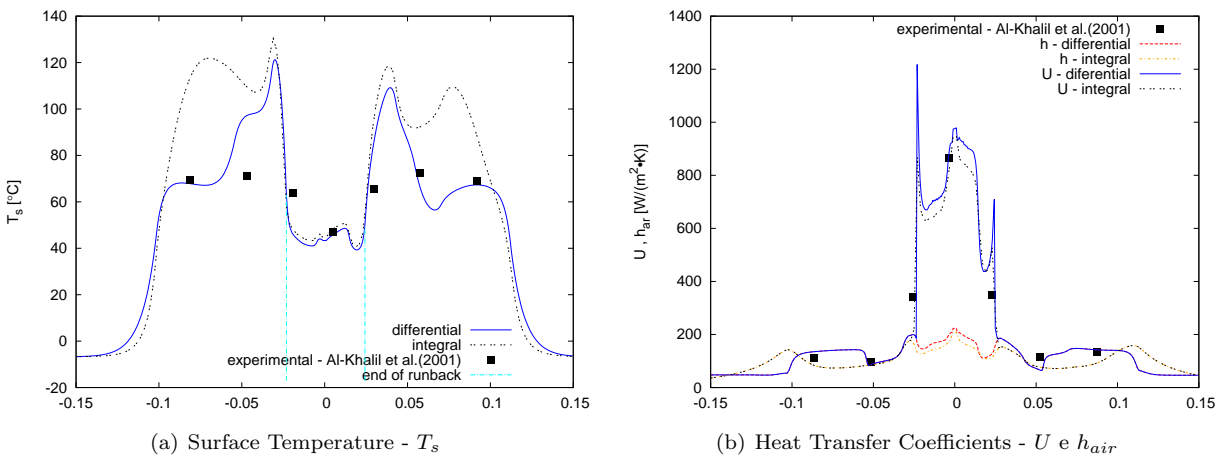 140
120
100
80
60
40
20
0
-20
T_s [°C]
-0.15
-0.1
-0.05
0
0.05
0.1
0.15
differential
integral
experimental - Al-Khalil et al.(2001)
end of runback
(a) Surface Temperature - T_s
1400
1200
1000
800
600
400
200
0
U , h_ar [W/(m²•K)]
-0.15
-0.1
-0.05
0
0.05
0.1
0.15
experimental - Al-Khalil et al.(2001)
h - differential
h - integral
U - diferential
U - integral
(b) Heat Transfer Coefficients - U e h_air